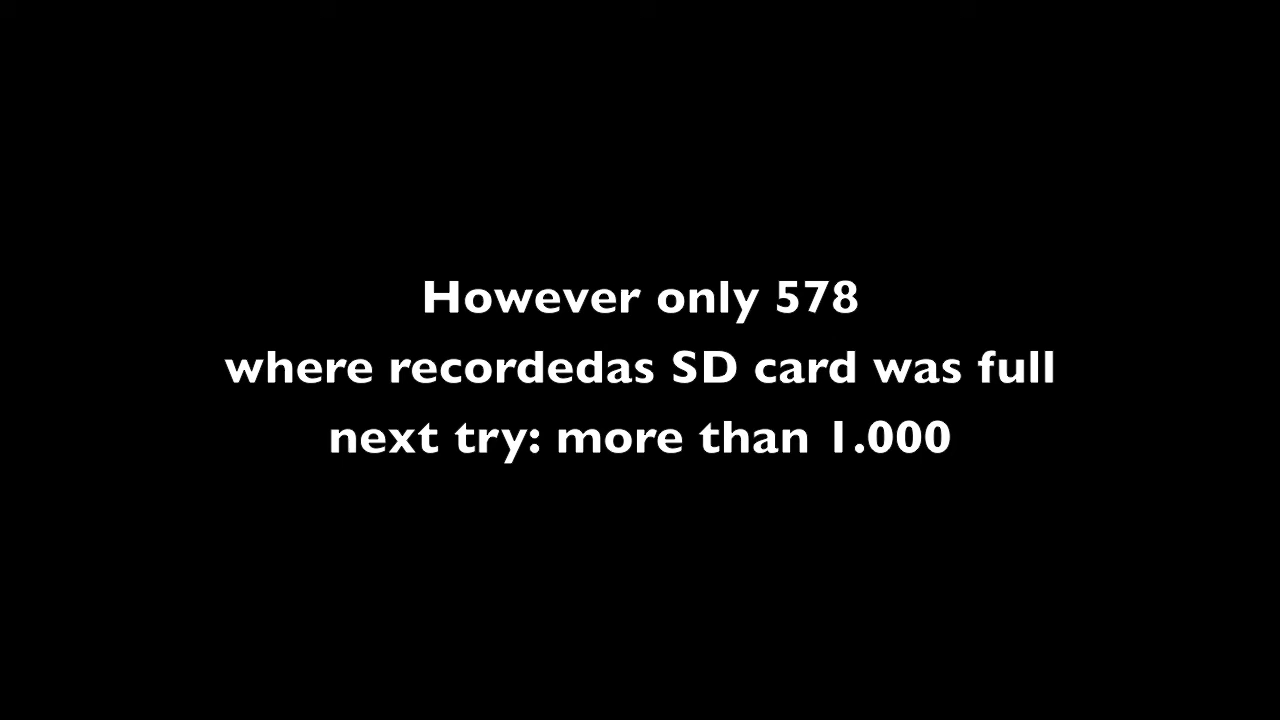 However only 578
where recordedas SD card was full
next try: more than 1.000